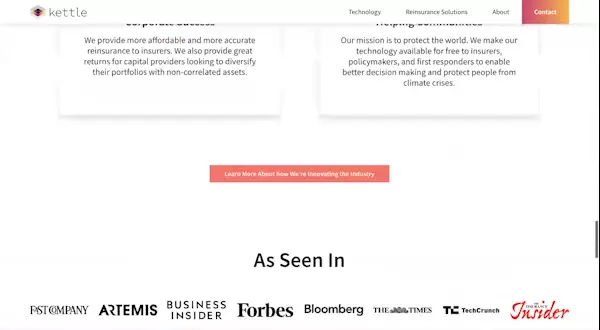 kettle
Technology
Reinsurance Solutions
About
Contact
Corporate Success
Helping Communities
We provide more affordable and more accurate
reinsurance to insurers. We also provide great
returns for capital providers looking to diversify
their portfolios with non-correlated assets.
Our mission is to protect the world. We make our
technology available for free to insurers,
policymakers, and first responders to enable
better decision making and protect people from
climate crises.
Learn More About how We're Innovating the Industry
As Seen In
FAST COMPANY
ARTEMIS
BUSINESS
INSIDER
Forbes
Bloomberg
THE TIMES
TC TechCrunch
THE INSURANCE
Insider